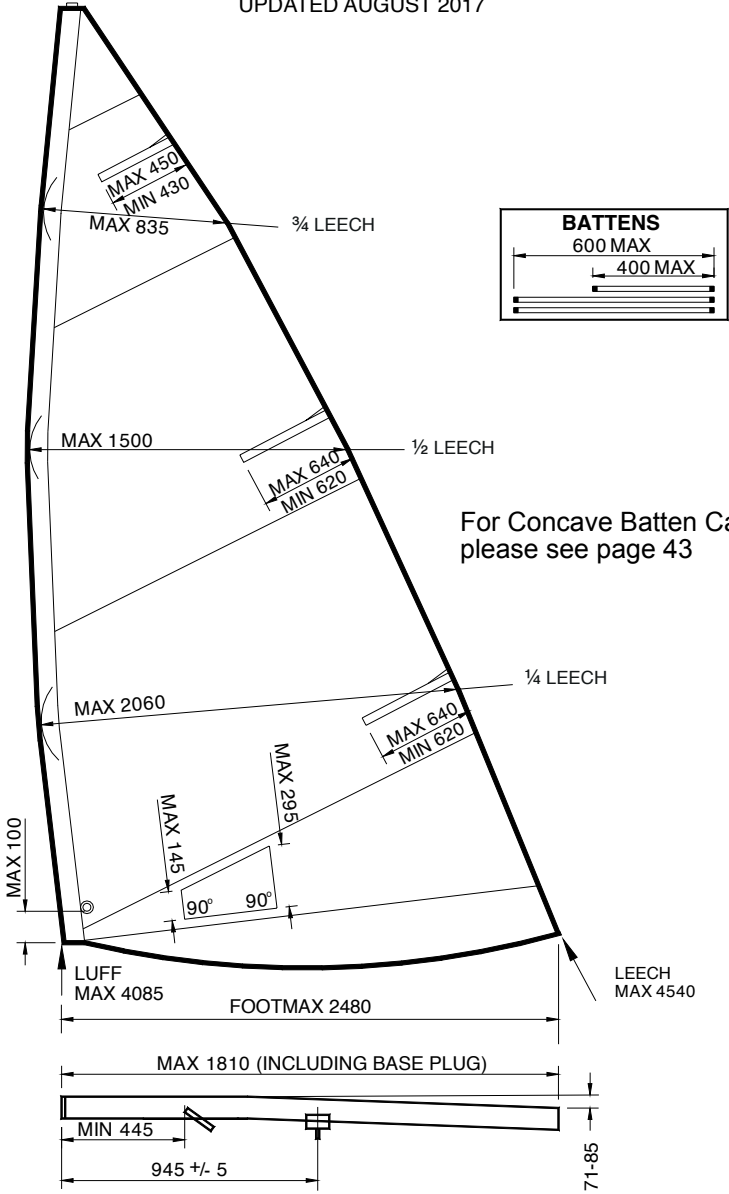 UPDATED AUGUST 2017
MAX 450
MIN 430
MAX 835
¾ LEECH
BATTENS
600 MAX
400 MAX
MAX 1500
½ LEECH
MAX 640
MIN 620
For Concave Batten Ca
please see page 43
¼ LEECH
MAX 2060
MAX 640
MIN 620
MAX 295
MAX 145
MAX 100
90° 90°
LUFF
MAX 4085
LEECH
MAX 4540
FOOTMAX 2480
MAX 1810 (INCLUDING BASE PLUG)
MIN 445
71-85
945 +/- 5